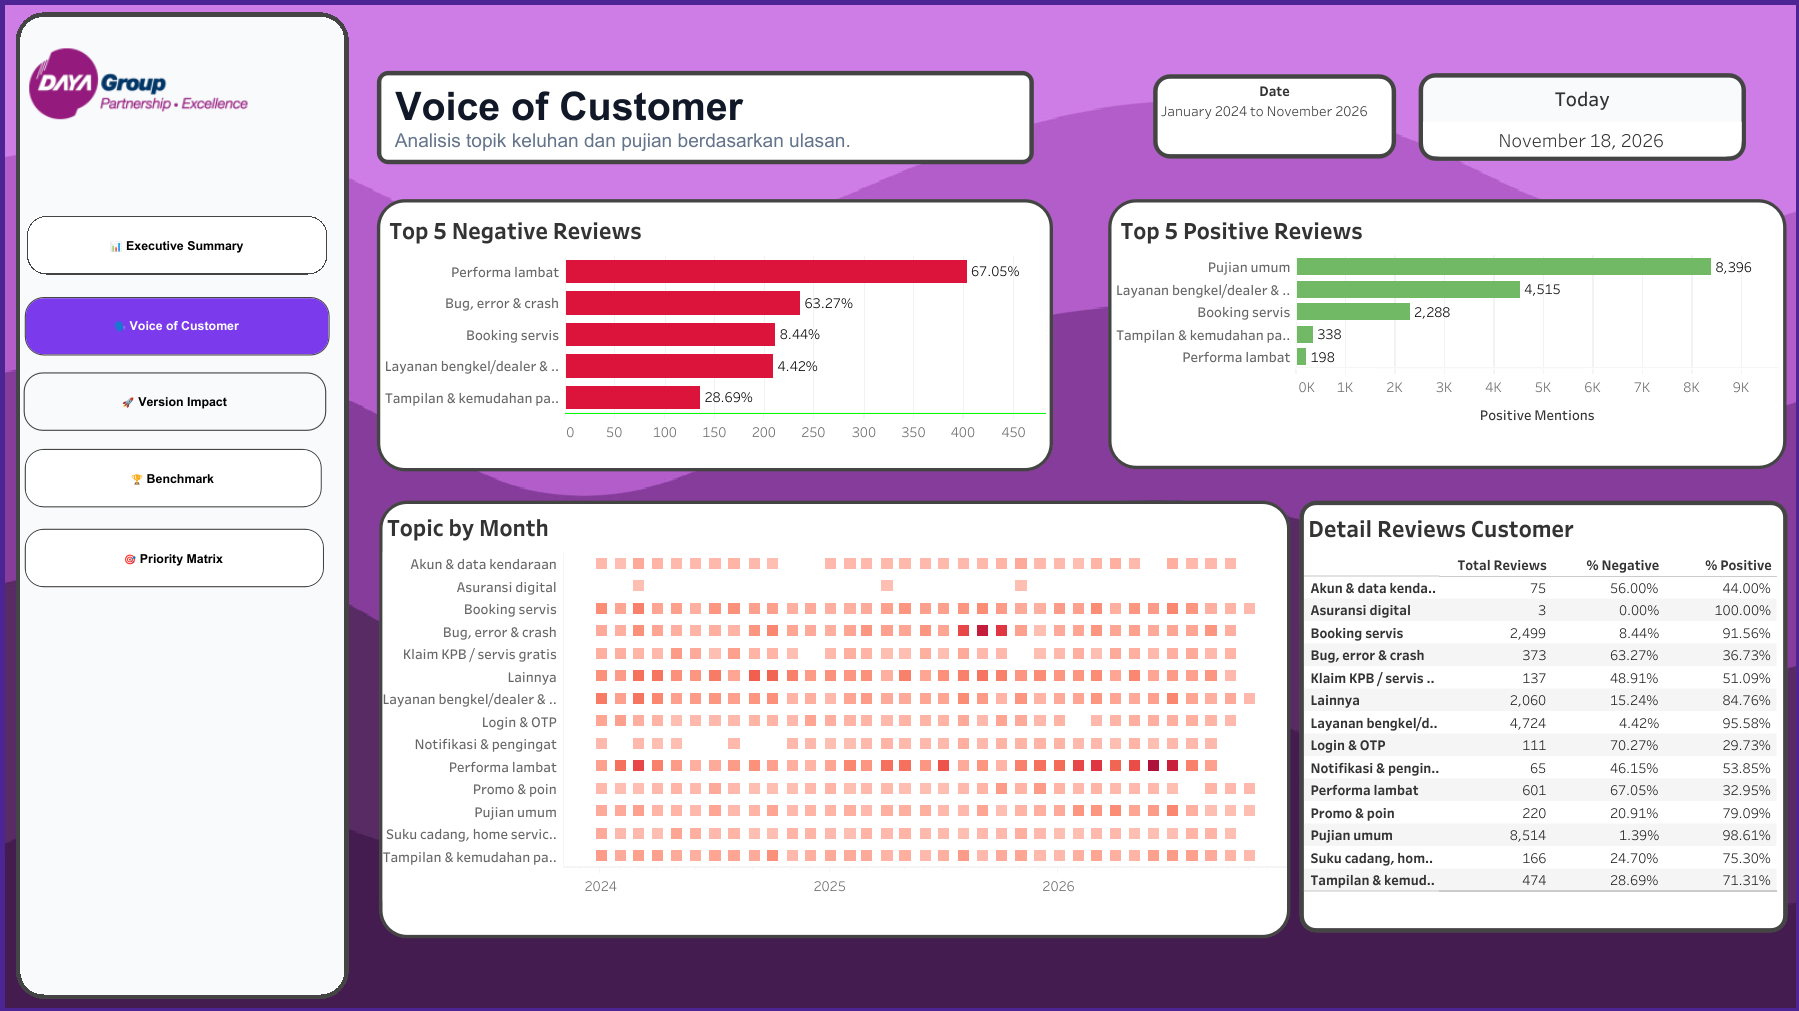 DAYA Group
Partnership • Excellence
Executive Summary
Voice of Customer
Version Impact
Benchmark
Priority Matrix
Voice of Customer
Analisis topik keluhan dan pujian berdasarkan ulasan.
Date
January 2024 to November 2026
Today
November 18, 2026
Top 5 Negative Reviews
Performa lambat 67.05%
Bug, error & crash 63.27%
Booking servis 8.44%
Layanan bengkel/dealer & .. 4.42%
Tampilan & kemudahan pa.. 28.69%
0 50 100 150 200 250 300 350 400 450
Top 5 Positive Reviews
Pujian umum 8,396
Layanan bengkel/dealer & .. 4,515
Booking servis 2,288
Tampilan & kemudahan pa.. 338
Performa lambat 198
0K 1K 2K 3K 4K 5K 6K 7K 8K 9K
Positive Mentions
Topic by Month
Akun & data kendaraan
Asuransi digital
Booking servis
Bug, error & crash
Klaim KPB / servis gratis
Lainnya
Layanan bengkel/dealer & ..
Login & OTP
Notifikasi & pengingat
Performa lambat
Promo & poin
Pujian umum
Suku cadang, home servic..
Tampilan & kemudahan pa..
2024 2025 2026
Detail Reviews Customer
Total Reviews % Negative % Positive
Akun & data kenda.. 75 56.00% 44.00%
Asuransi digital 3 0.00% 100.00%
Booking servis 2,499 8.44% 91.56%
Bug, error & crash 373 63.27% 36.73%
Klaim KPB / servis .. 137 48.91% 51.09%
Lainnya 2,060 15.24% 84.76%
Layanan bengkel/d.. 4,724 4.42% 95.58%
Login & OTP 111 70.27% 29.73%
Notifikasi & pengin.. 65 46.15% 53.85%
Performa lambat 601 67.05% 32.95%
Promo & poin 220 20.91% 79.09%
Pujian umum 8,514 1.39% 98.61%
Suku cadang, hom.. 166 24.70% 75.30%
Tampilan & kemud.. 474 28.69% 71.31%